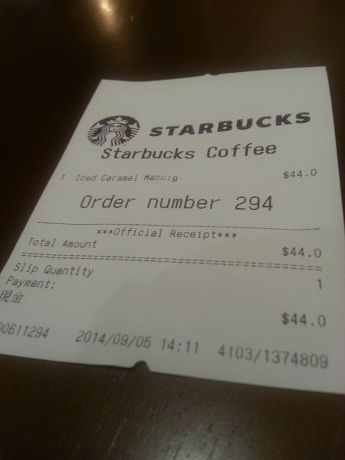 STARBUCKS
Starbucks Coffee
1 Iced Caramel Macc:g $44.0
Order number 294
***Official Receipt***
Total Amount $44.0
Slip Quantity 1
Payment:
現金 $44.0
00611294 2014/09/05 14:11 4103/1374809